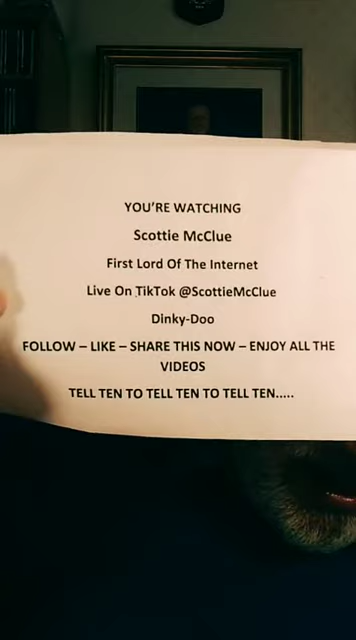 YOU'RE WATCHING
Scottie McClue
First Lord Of The Internet
Live On TikTok @ScottieMcClue
Dinky-Doo
FOLLOW – LIKE – SHARE THIS NOW – ENJOY ALL THE
VIDEOS
TELL TEN TO TELL TEN TO TELL TEN.....